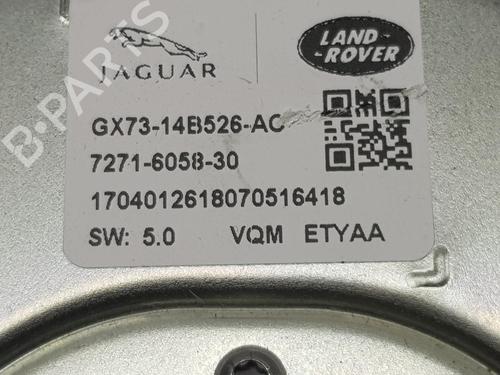 JAGUAR
LAND-
-ROVER
GX73-14B526-AC
7271-6058-30
1704012618070516418
SW: 5.0 VQM ETYAA
B-PARTS